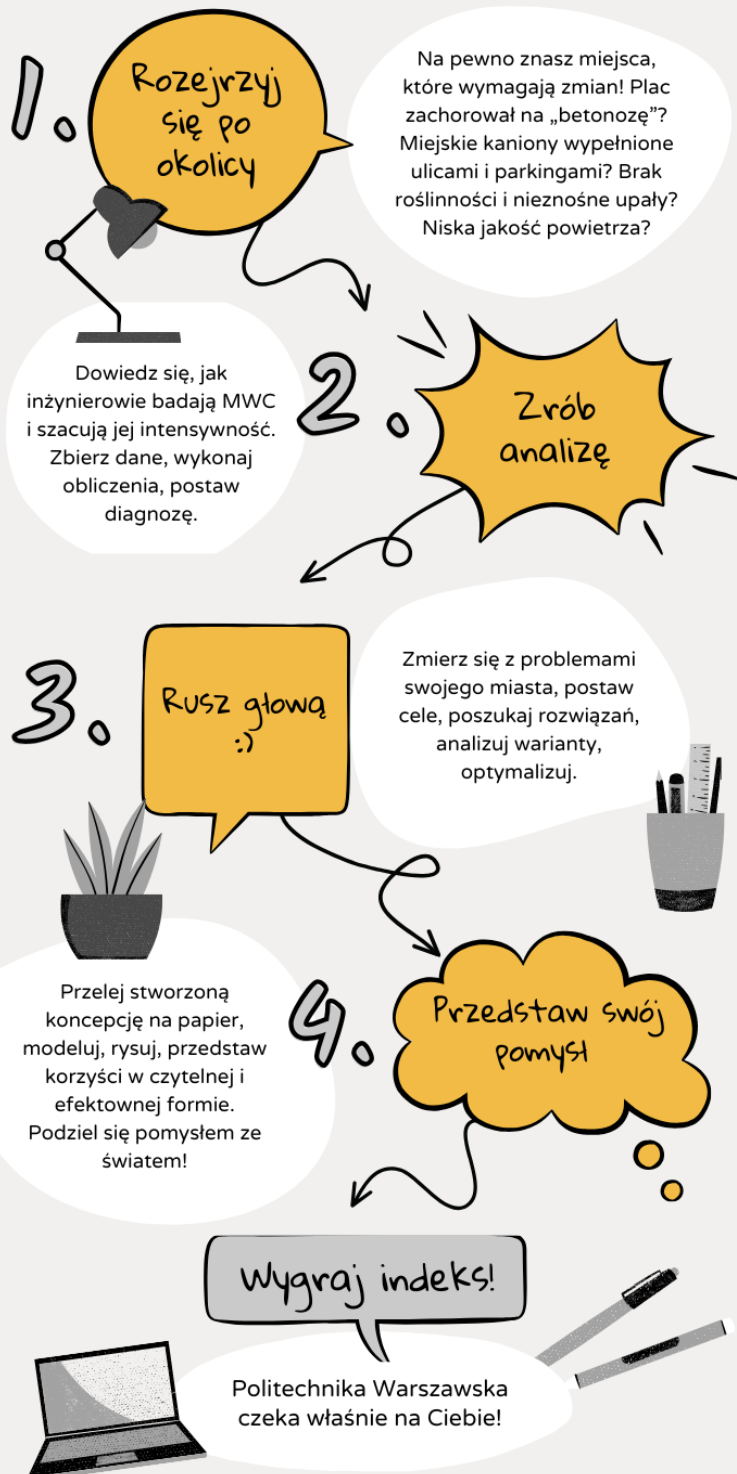 1.
Rozejrzyj
się po
okolicy
Na pewno znasz miejsca,
które wymagają zmian! Plac
zachorował na „betonozę”?
Miejskie kaniony wypełnione
ulicami i parkingami? Brak
roślinności i nieznośne upały?
Niska jakość powietrza?
2.
Zrób
analizę
Dowiedz się, jak
inżynierowie badają MWC
i szacują jej intensywność.
Zbierz dane, wykonaj
obliczenia, postaw
diagnozę.
3.
Rusz głową
:)
Zmierz się z problemami
swojego miasta, postaw
cele, poszukaj rozwiązań,
analizuj warianty,
optymalizuj.
4.
Przedstaw swój
pomysł
Przelej stworzoną
koncepcję na papier,
modeluj, rysuj, przedstaw
korzyści w czytelnej i
efektownej formie.
Podziel się pomysłem ze
światem!
Wygraj indeks!
Politechnika Warszawska
czeka właśnie na Ciebie!